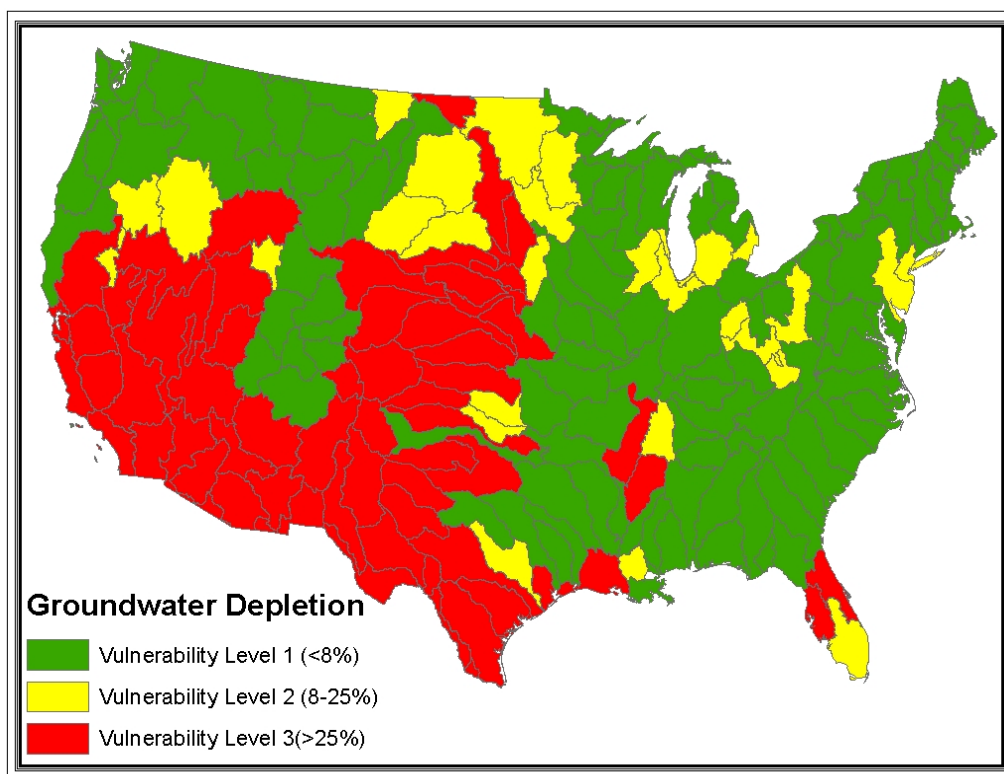 Groundwater Depletion
Vulnerability Level 1 (<8%)
Vulnerability Level 2 (8-25%)
Vulnerability Level 3(>25%)